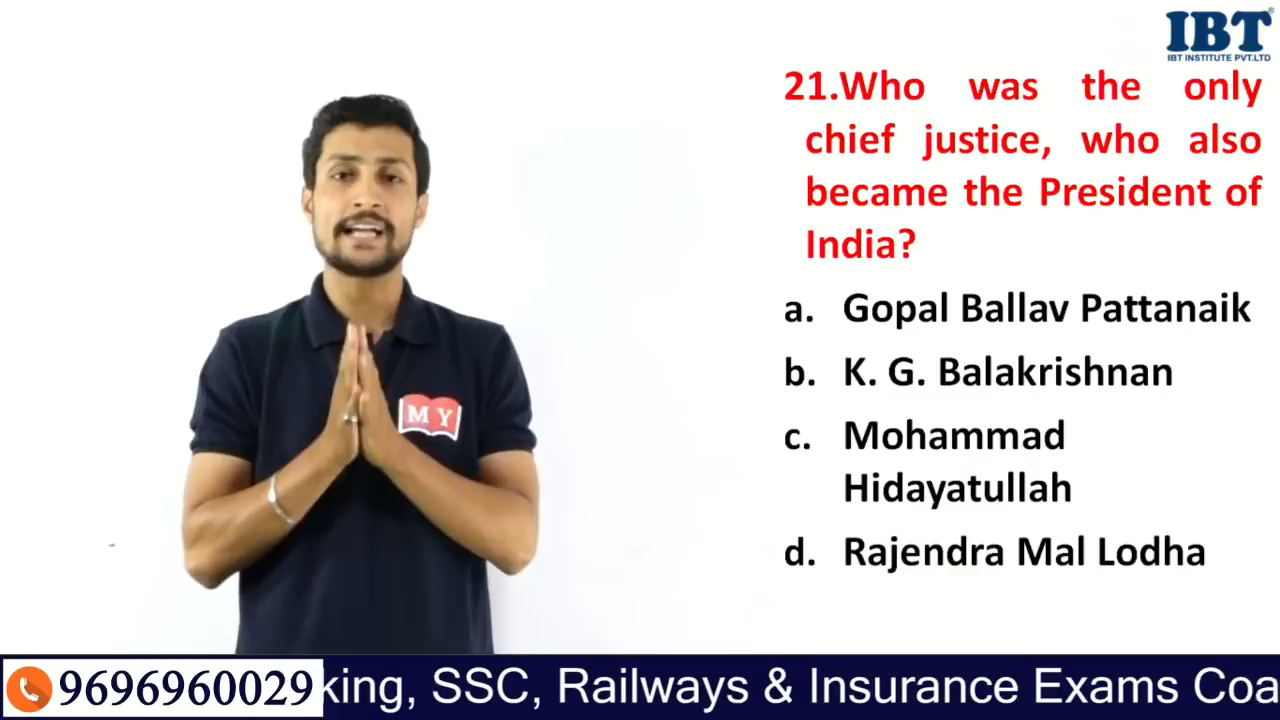 IBT
IBT INSTITUTE PVT.LTD
21.Who was the only
chief justice, who also
became the President of
India?
a. Gopal Ballav Pattanaik
b. K. G. Balakrishnan
c. Mohammad
Hidayatullah
d. Rajendra Mal Lodha
M Y
9696960029 king, SSC, Railways & Insurance Exams Coa